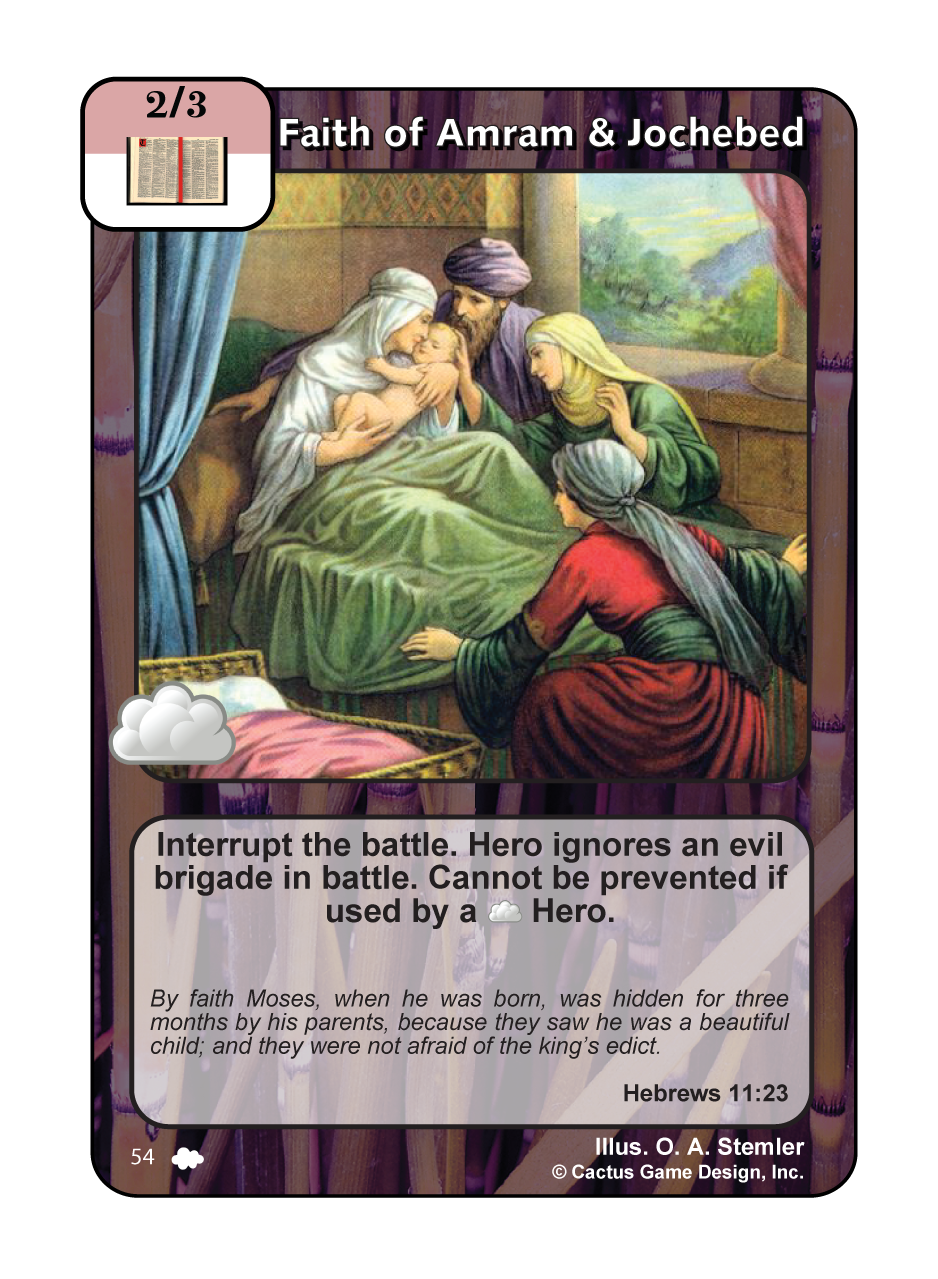 2/3
Faith of Amram & Jochebed
Interrupt the battle. Hero ignores an evil
brigade in battle. Cannot be prevented if
used by a Hero.
By faith Moses, when he was born, was hidden for three
months by his parents, because they saw he was a beautiful
child; and they were not afraid of the king's edict.
Hebrews 11:23
54
Illus. O. A. Stemler
© Cactus Game Design, Inc.